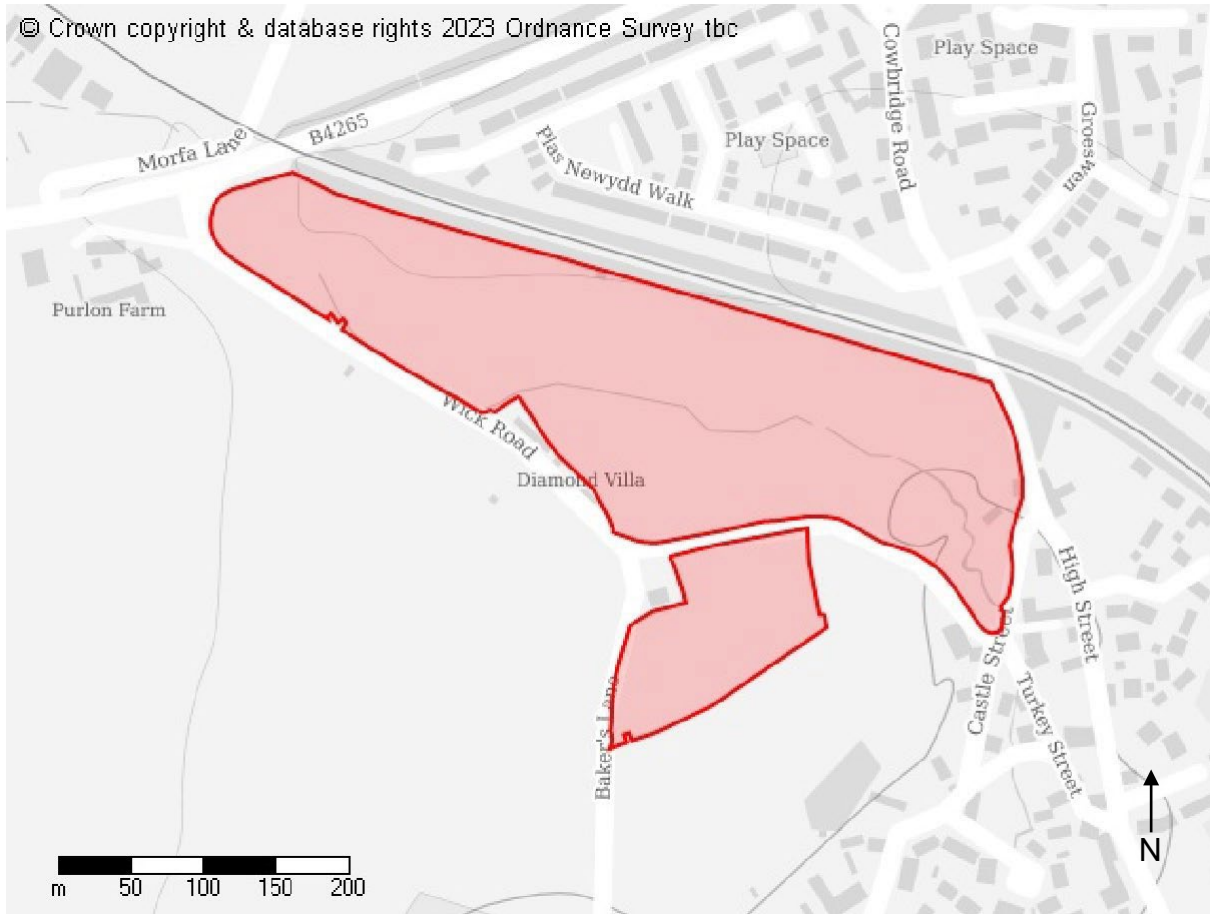 © Crown copyright & database rights 2023 Ordnance Survey tbc
Cowbridge Road
Play Space
B4265
Morfa Lane
Plas Newydd Walk
Play Space
Groeswen
Purlon Farm
Wick Road
Diamond Villa
High Street
Castle Street
Turkey Street
Baker's Lane
N
m 50 100 150 200